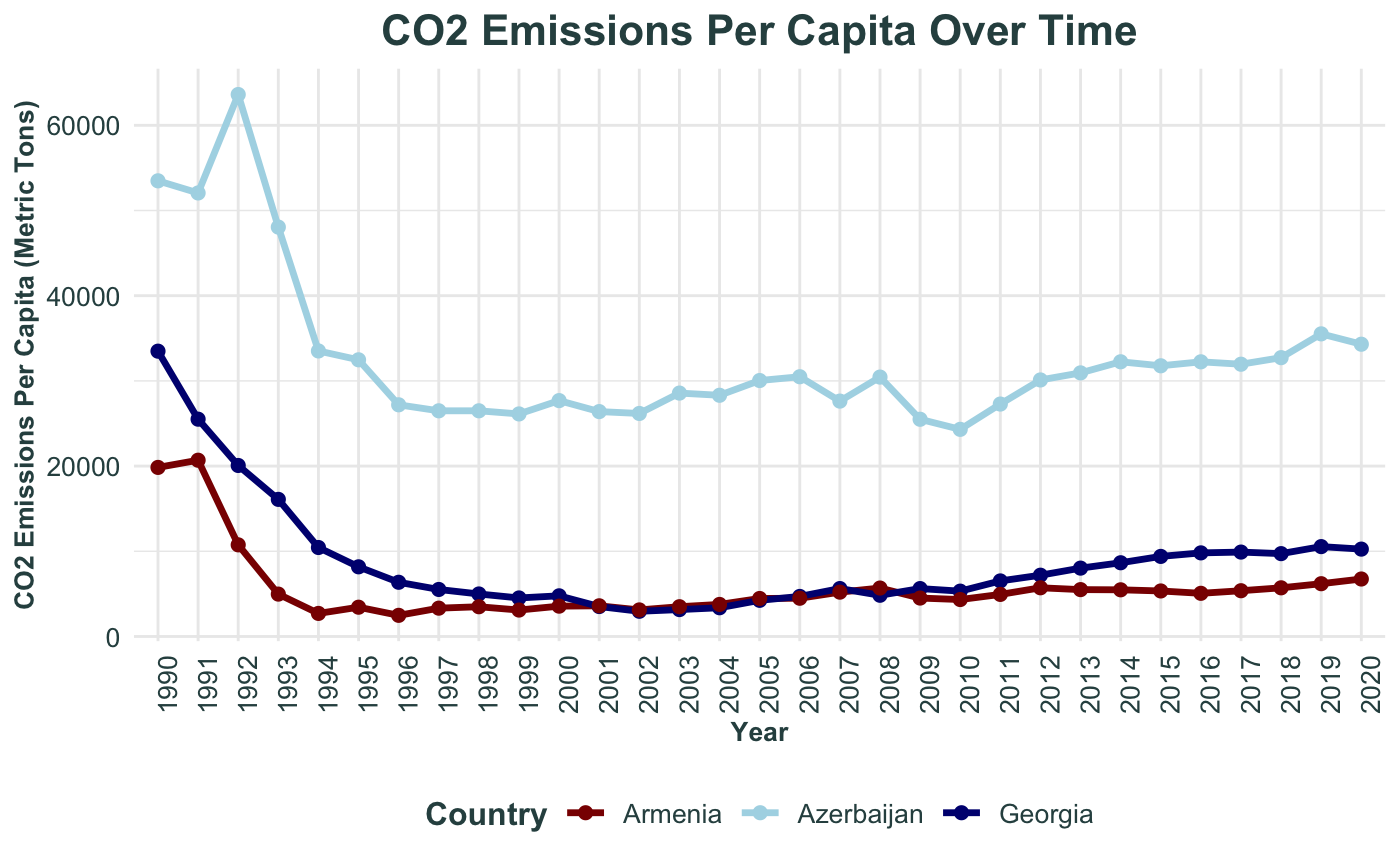 CO2 Emissions Per Capita Over Time
CO2 Emissions Per Capita (Metric Tons)
60000
40000
20000
0
1990 1991 1992 1993 1994 1995 1996 1997 1998 1999 2000 2001 2002 2003 2004 2005 2006 2007 2008 2009 2010 2011 2012 2013 2014 2015 2016 2017 2018 2019 2020
Year
Country Armenia Azerbaijan Georgia